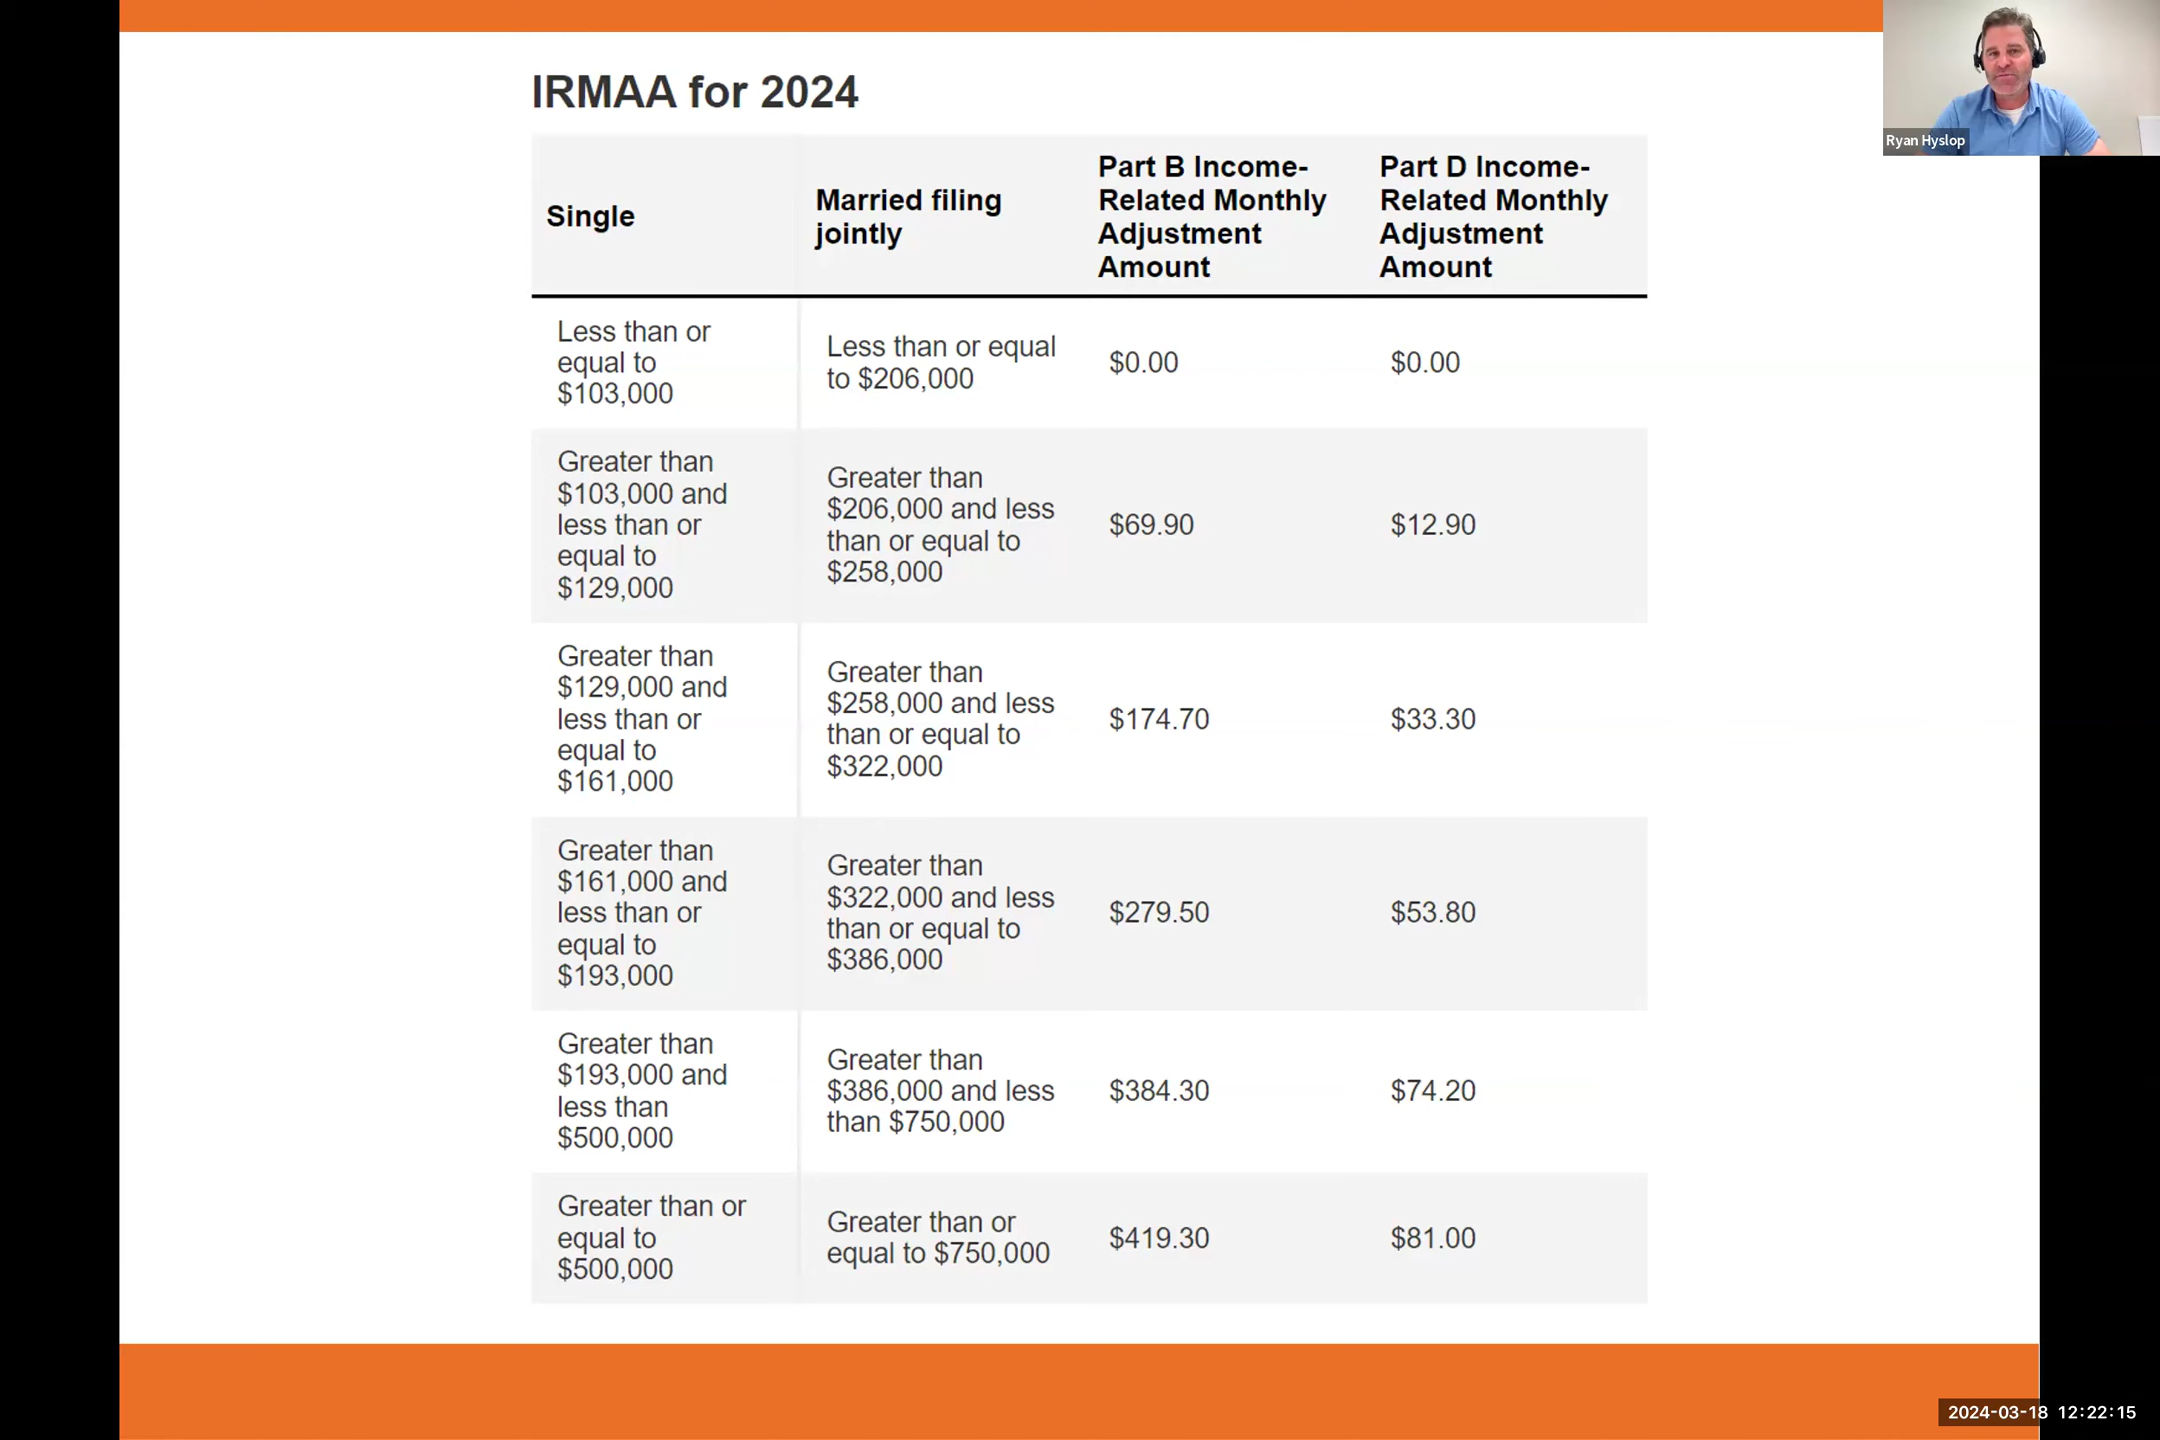 IRMAA for 2024
Ryan Hyslop
Single
Married filing
jointly
Part B Income-
Related Monthly
Adjustment
Amount
Part D Income-
Related Monthly
Adjustment
Amount
Less than or
equal to
$103,000
Less than or equal
to $206,000
$0.00
$0.00
Greater than
$103,000 and
less than or
equal to
$129,000
Greater than
$206,000 and less
than or equal to
$258,000
$69.90
$12.90
Greater than
$129,000 and
less than or
equal to
$161,000
Greater than
$258,000 and less
than or equal to
$322,000
$174.70
$33.30
Greater than
$161,000 and
less than or
equal to
$193,000
Greater than
$322,000 and less
than or equal to
$386,000
$279.50
$53.80
Greater than
$193,000 and
less than
$500,000
Greater than
$386,000 and less
than $750,000
$384.30
$74.20
Greater than or
equal to
$500,000
Greater than or
equal to $750,000
$419.30
$81.00
2024-03-18 12:22:15